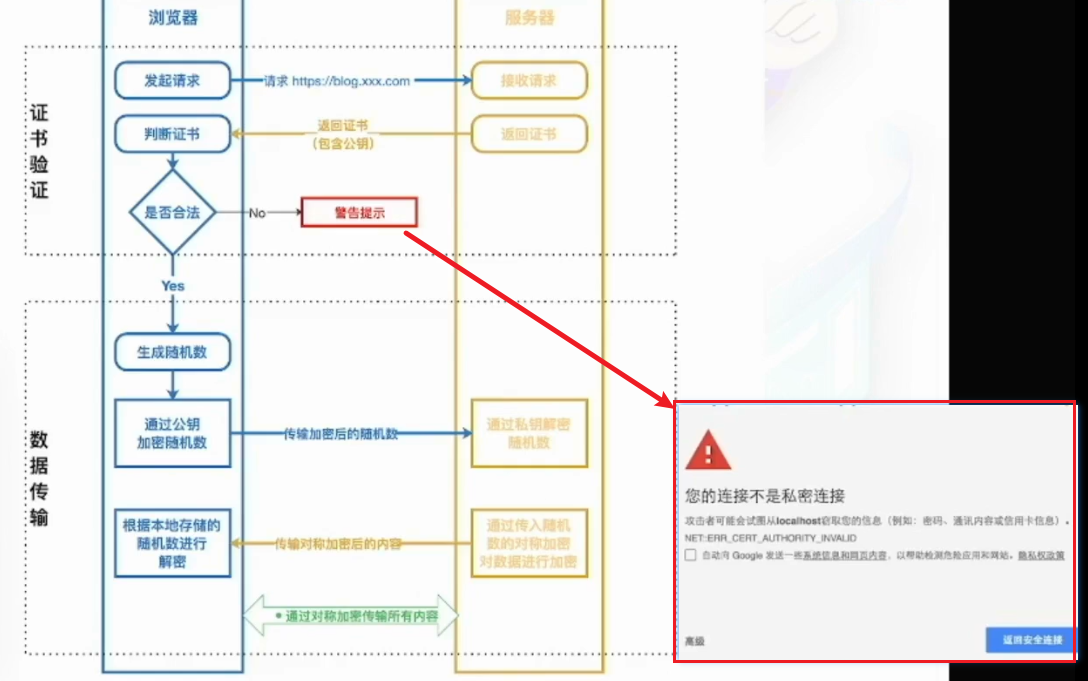 浏览器
服务器
证书验证
发起请求
请求 https://blog.xxx.com
接收请求
判断证书
返回证书
(包含公钥)
返回证书
是否合法
No
警告提示
Yes
数据传输
生成随机数
通过公钥
加密随机数
传输加密后的随机数
通过私钥解密
随机数
根据本地存储的
随机数进行
解密
传输对称加密后的内容
通过传入随机
数的对称加密
对数据进行加密
• 通过对称加密传输所有内容
您的连接不是私密连接
攻击者可能会试图从localhost窃取您的信息（例如：密码、通讯内容或信用卡信息）。
NET::ERR_CERT_AUTHORITY_INVALID
自动向 Google 发送一些系统信息和网页内容，以帮助检测危险应用和网站。隐私权政策
高级
返回安全连接